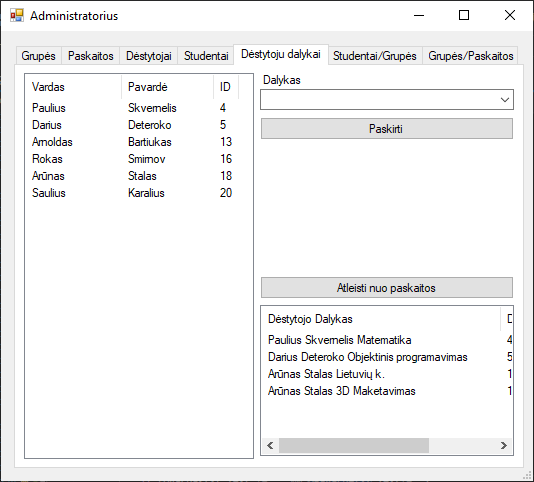 Administratorius
Grupės Paskaitos Dėstytojai Studentai Dėstytoju dalykai Studentai/Grupės Grupės/Paskaitos
Vardas Pavardė ID
Paulius Skvernelis 4
Darius Deteroko 5
Arnoldas Bartiukas 13
Rokas Smirnov 16
Arūnas Stalas 18
Saulius Karalius 20
Dalykas
Paskirti
Atleisti nuo paskaitos
Dėstytojo Dalykas
Paulius Skvernelis Matematika 4
Darius Deteroko Objektinis programavimas 5
Arūnas Stalas Lietuvių k. 1
Arūnas Stalas 3D Maketavimas 1